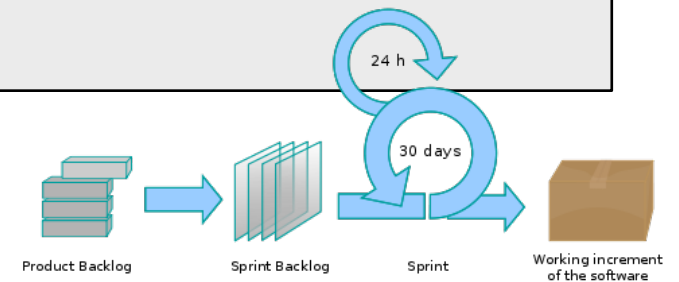 24 h
30 days
Product Backlog
Sprint Backlog
Sprint
Working increment
of the software